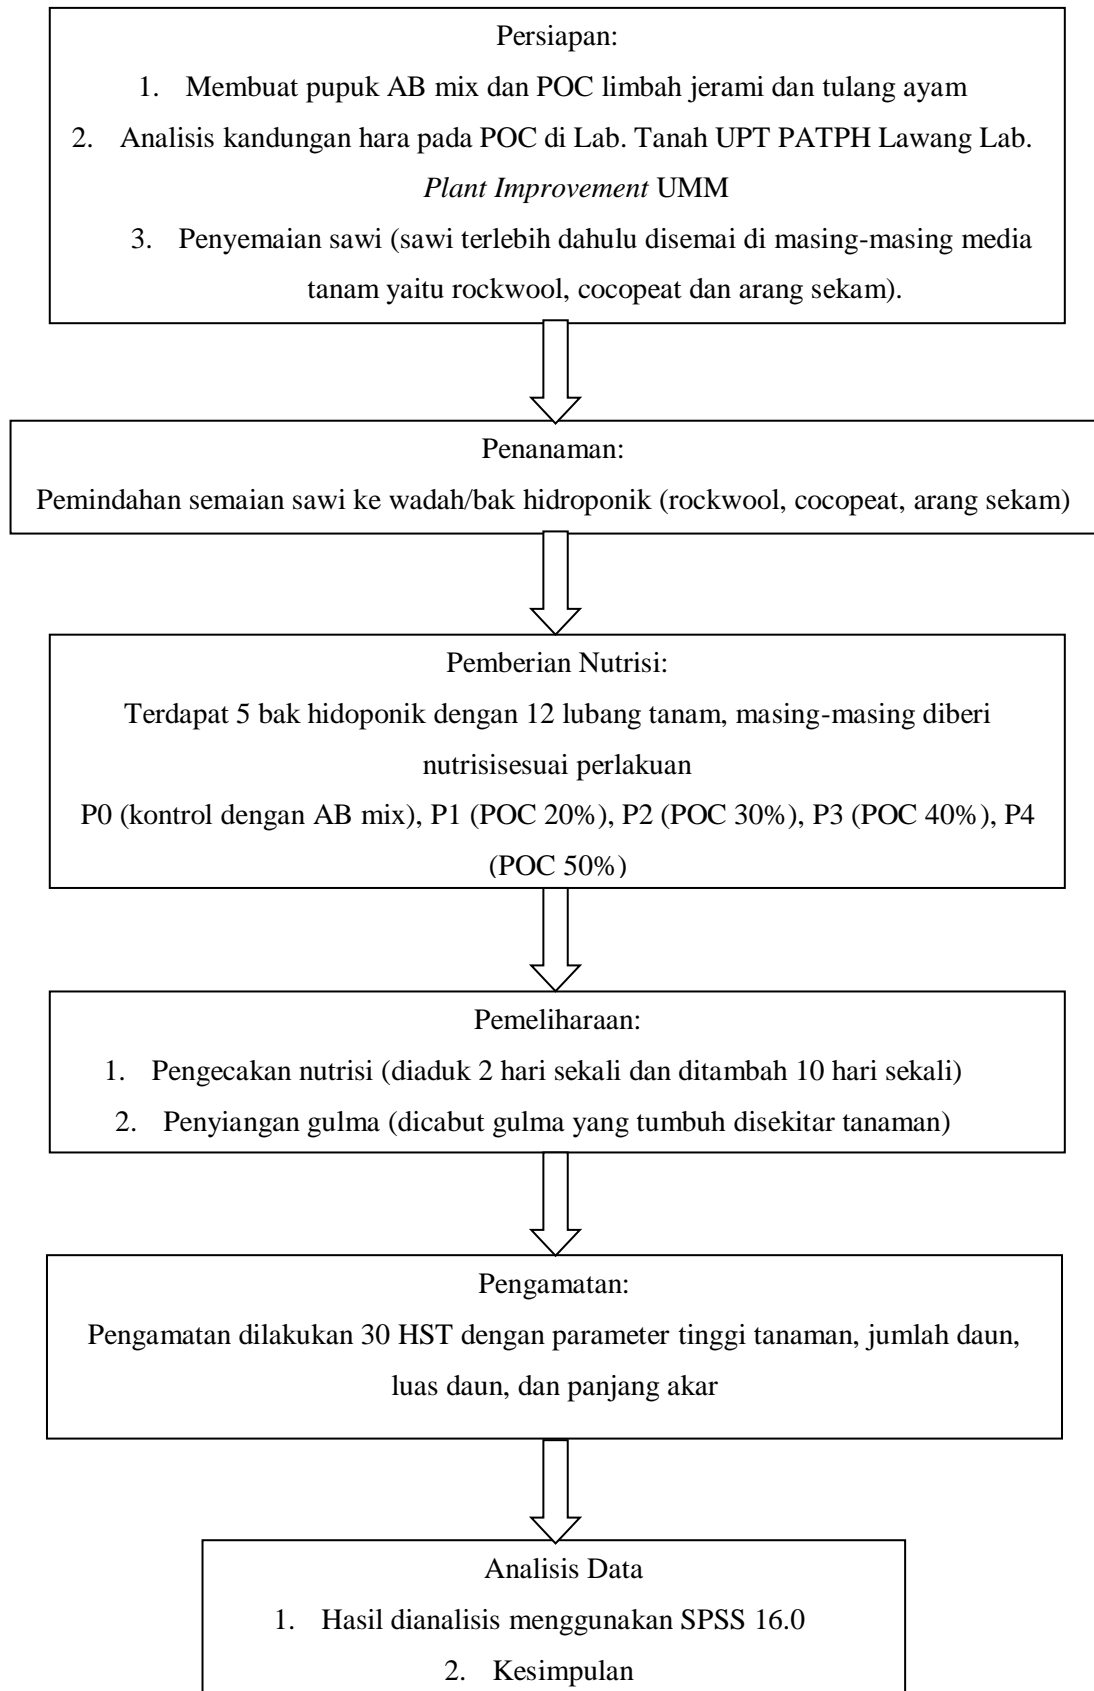 Persiapan:
1. Membuat pupuk AB mix dan POC limbah jerami dan tulang ayam
2. Analisis kandungan hara pada POC di Lab. Tanah UPT PATPH Lawang Lab.
Plant Improvement UMM
3. Penyemaian sawi (sawi terlebih dahulu disemai di masing-masing media
tanam yaitu rockwool, cocopeat dan arang sekam).
Penanaman:
Pemindahan semaian sawi ke wadah/bak hidroponik (rockwool, cocopeat, arang sekam)
Pemberian Nutrisi:
Terdapat 5 bak hidoponik dengan 12 lubang tanam, masing-masing diberi
nutrisisesuai perlakuan
P0 (kontrol dengan AB mix), P1 (POC 20%), P2 (POC 30%), P3 (POC 40%), P4
(POC 50%)
Pemeliharaan:
1. Pengecakan nutrisi (diaduk 2 hari sekali dan ditambah 10 hari sekali)
2. Penyiangan gulma (dicabut gulma yang tumbuh disekitar tanaman)
Pengamatan:
Pengamatan dilakukan 30 HST dengan parameter tinggi tanaman, jumlah daun,
luas daun, dan panjang akar
Analisis Data
1. Hasil dianalisis menggunakan SPSS 16.0
2. Kesimpulan